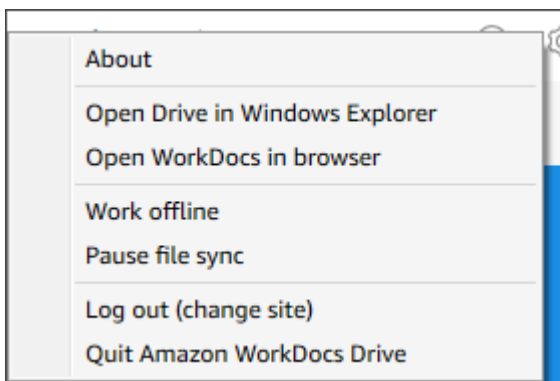 About
Open Drive in Windows Explorer
Open WorkDocs in browser
Work offline
Pause file sync
Log out (change site)
Quit Amazon WorkDocs Drive